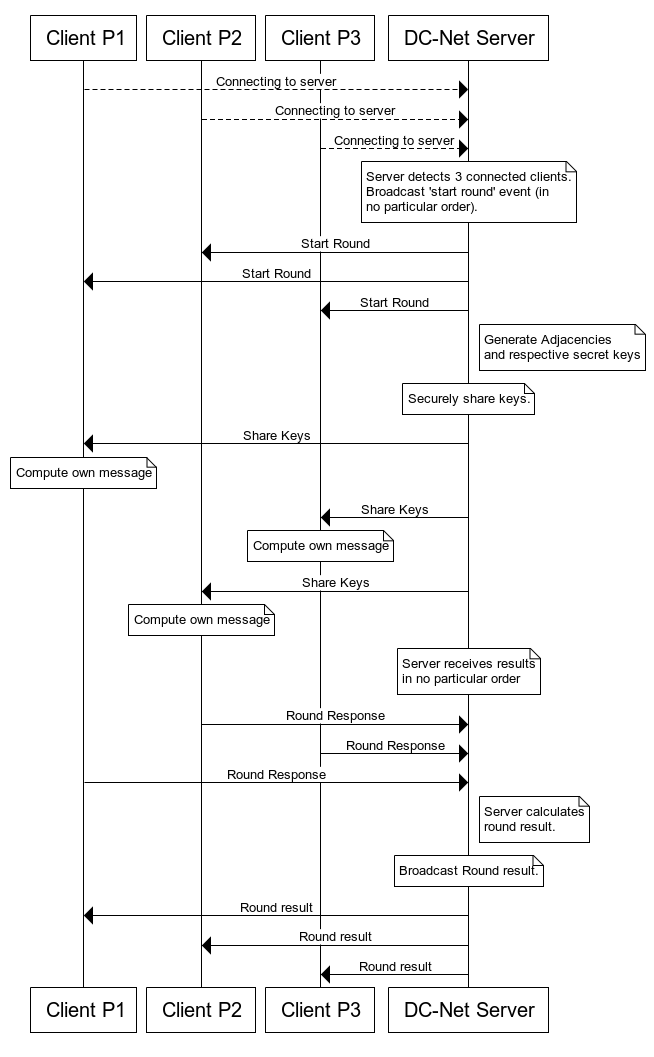 Client P1
Client P2
Client P3
DC-Net Server
Connecting to server
Connecting to server
Connecting to server
Server detects 3 connected clients.
Broadcast 'start round' event (in
no particular order).
Start Round
Start Round
Start Round
Generate Adjacencies
and respective secret keys
Securely share keys.
Share Keys
Compute own message
Share Keys
Compute own message
Share Keys
Compute own message
Server receives results
in no particular order
Round Response
Round Response
Round Response
Server calculates
round result.
Broadcast Round result.
Round result
Round result
Round result
Client P1
Client P2
Client P3
DC-Net Server